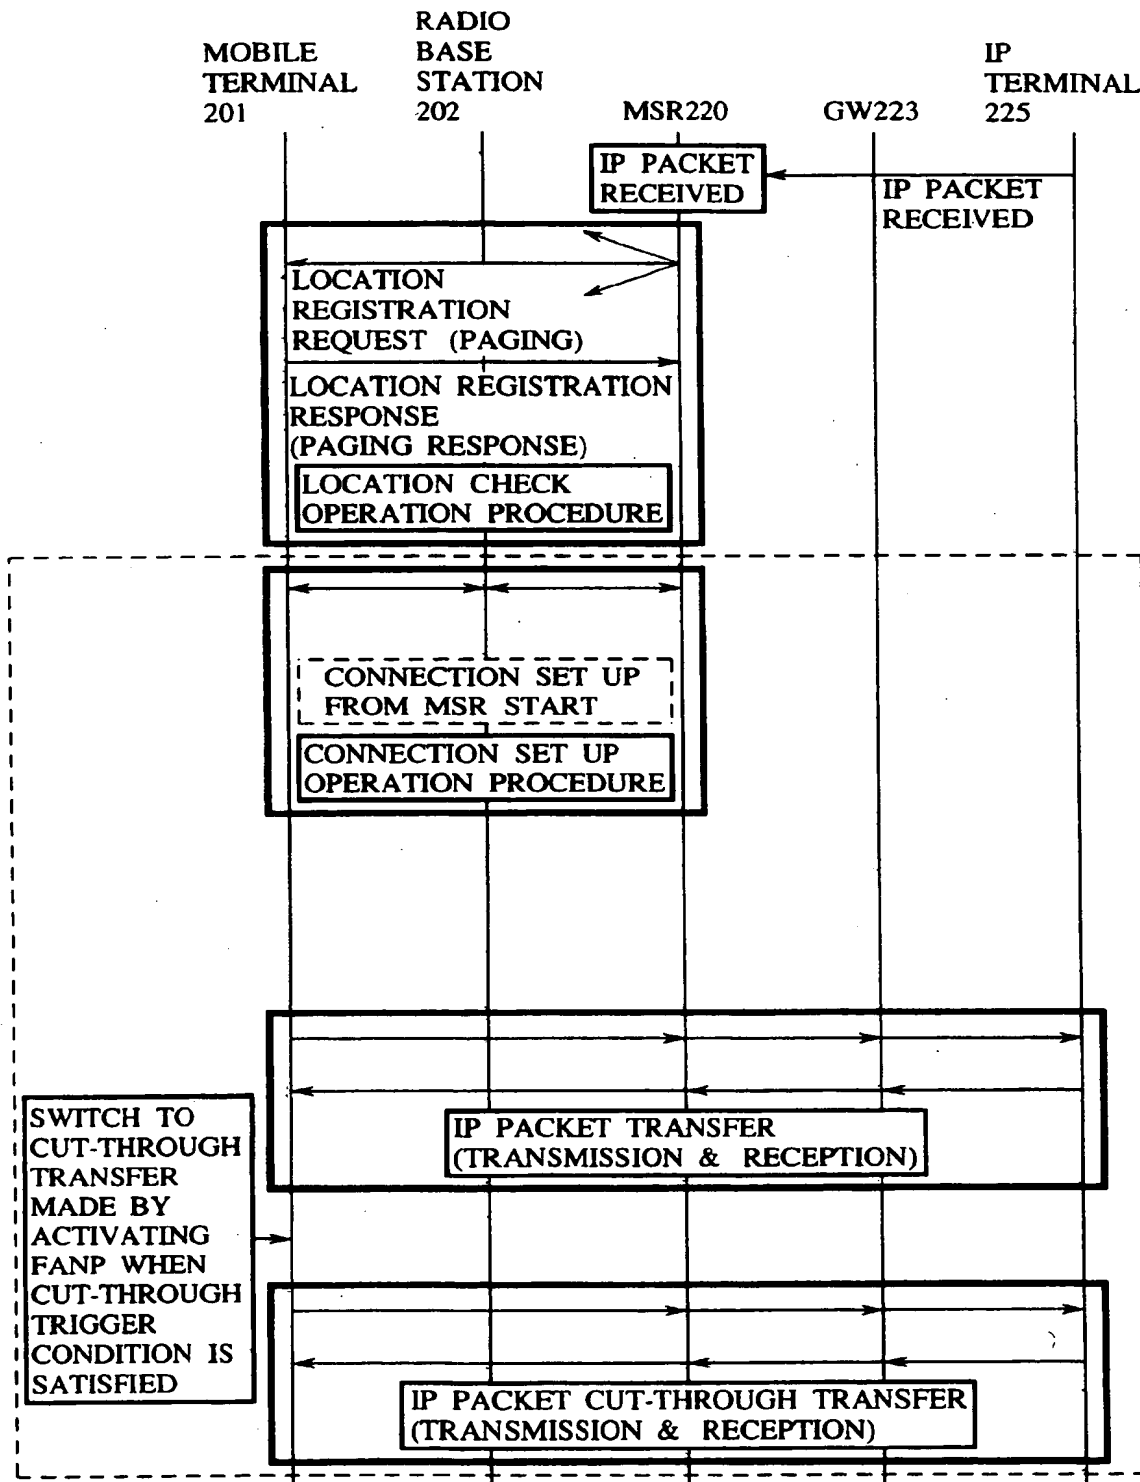 MOBILE
TERMINAL
201
RADIO
BASE
STATION
202
MSR220
GW223
IP
TERMINAL
225
IP PACKET
RECEIVED
IP PACKET
RECEIVED
LOCATION
REGISTRATION
REQUEST (PAGING)
LOCATION REGISTRATION
RESPONSE
(PAGING RESPONSE)
LOCATION CHECK
OPERATION PROCEDURE
CONNECTION SET UP
FROM MSR START
CONNECTION SET UP
OPERATION PROCEDURE
IP PACKET TRANSFER
(TRANSMISSION & RECEPTION)
SWITCH TO
CUT-THROUGH
TRANSFER
MADE BY
ACTIVATING
FANP WHEN
CUT-THROUGH
TRIGGER
CONDITION IS
SATISFIED
IP PACKET CUT-THROUGH TRANSFER
(TRANSMISSION & RECEPTION)